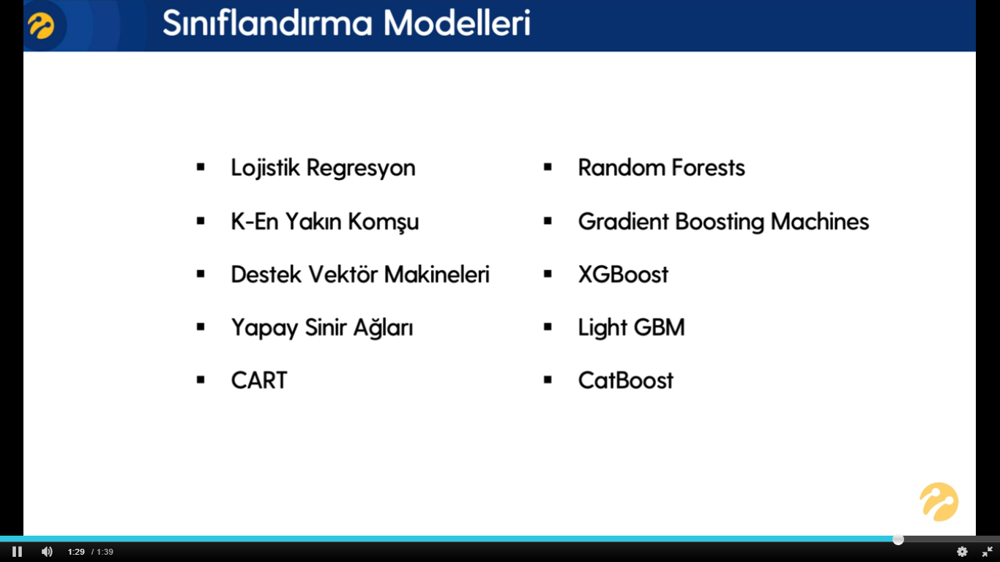 Sınıflandırma Modelleri
▪ Lojistik Regresyon
▪ K-En Yakın Komşu
▪ Destek Vektör Makineleri
▪ Yapay Sinir Ağları
▪ CART
▪ Random Forests
▪ Gradient Boosting Machines
▪ XGBoost
▪ Light GBM
▪ CatBoost
1:29 / 1:39